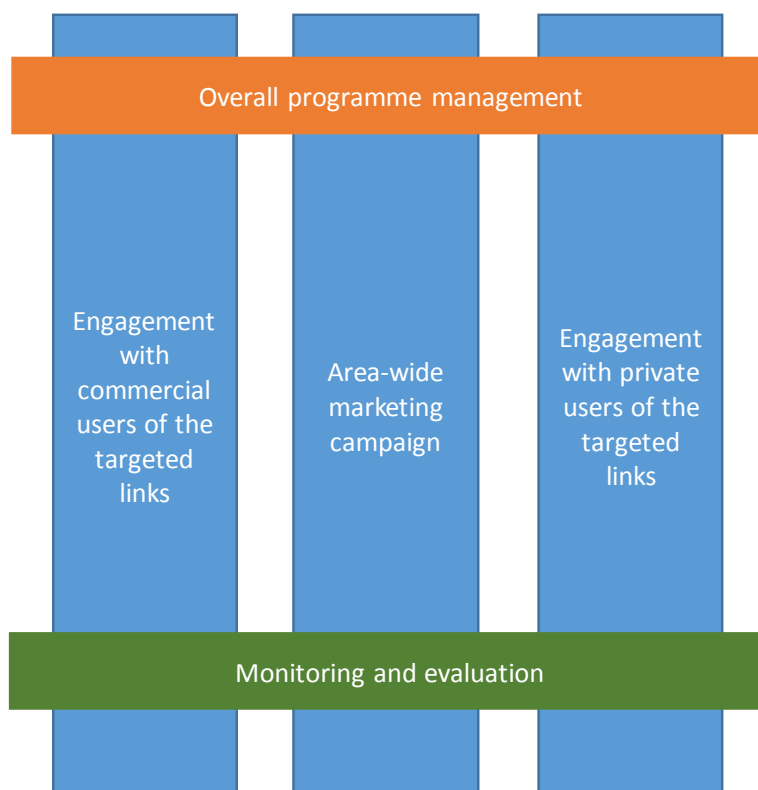 Overall programme management
Engagement
with
commercial
users of the
targeted
links
Area-wide
marketing
campaign
Engagement
with private
users of the
targeted
links
Monitoring and evaluation